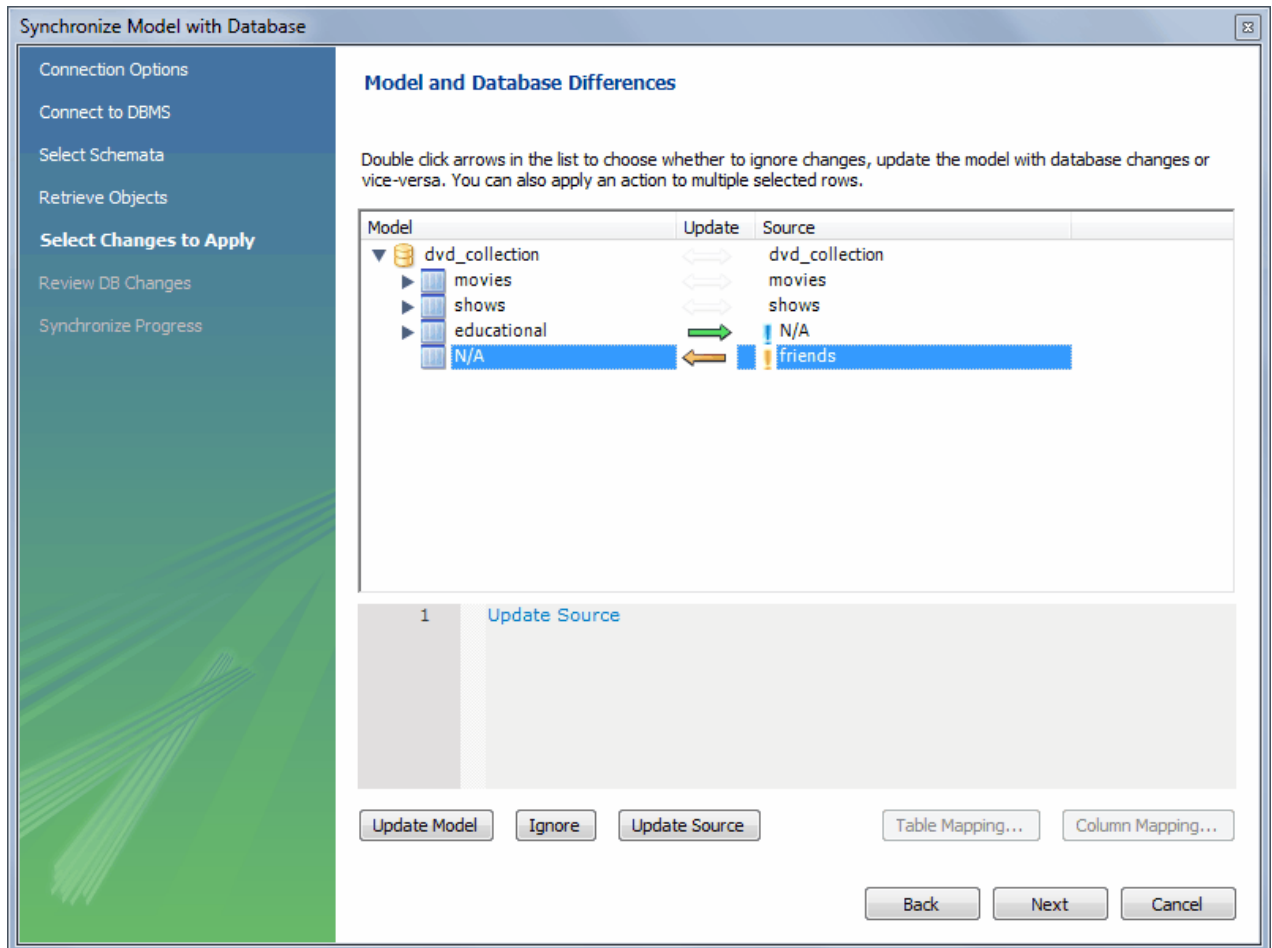 Synchronize Model with Database
Connection Options
Connect to DBMS
Select Schemata
Retrieve Objects
Select Changes to Apply
Review DB Changes
Synchronize Progress
Model and Database Differences
Double click arrows in the list to choose whether to ignore changes, update the model with database changes or
vice-versa. You can also apply an action to multiple selected rows.
Model Update Source
dvd_collection dvd_collection
movies movies
shows shows
educational N/A
N/A friends
1 Update Source
Update Model Ignore Update Source Table Mapping... Column Mapping...
Back Next Cancel